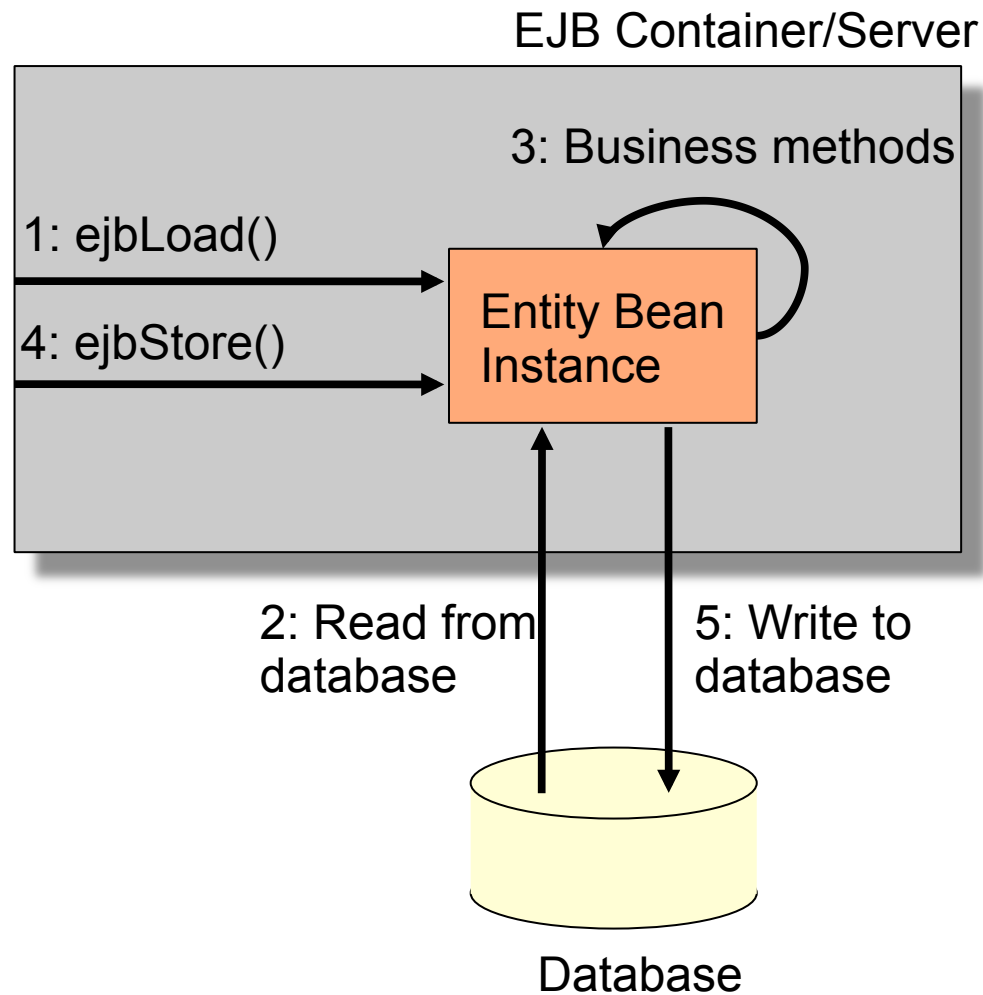 EJB Container/Server
3: Business methods
1: ejbLoad()
4: ejbStore()
Entity Bean
Instance
2: Read from
database
5: Write to
database
Database